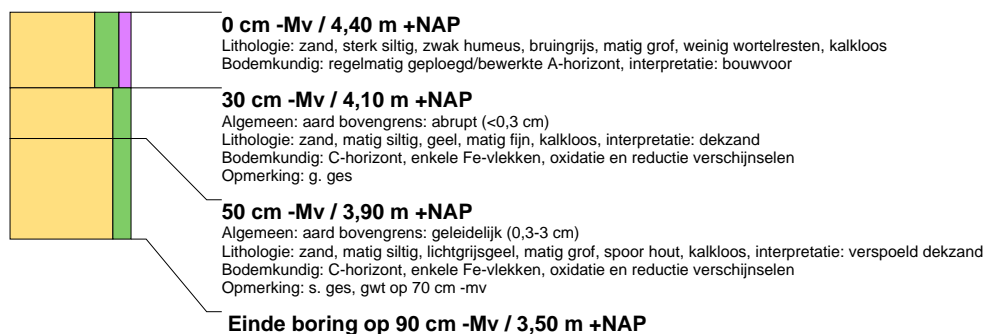 0 cm -Mv / 4,40 m +NAP
Lithologie: zand, sterk siltig, zwak humeus, bruingrijs, matig grof, weinig wortelresten, kalkloos
Bodemkundig: regelmatig geploegd/bewerkte A-horizont, interpretatie: bouwvoor
30 cm -Mv / 4,10 m +NAP
Algemeen: aard bovengrens: abrupt (<0,3 cm)
Lithologie: zand, matig siltig, geel, matig fijn, kalkloos, interpretatie: dekzand
Bodemkundig: C-horizont, enkele Fe-vlekken, oxidatie en reductie verschijnselen
Opmerking: g. ges
50 cm -Mv / 3,90 m +NAP
Algemeen: aard bovengrens: geleidelijk (0,3-3 cm)
Lithologie: zand, matig siltig, lichtgrijsgeel, matig grof, spoor hout, kalkloos, interpretatie: verspoeld dekzand
Bodemkundig: C-horizont, enkele Fe-vlekken, oxidatie en reductie verschijnselen
Opmerking: s. ges, gwt op 70 cm -mv
Einde boring op 90 cm -Mv / 3,50 m +NAP